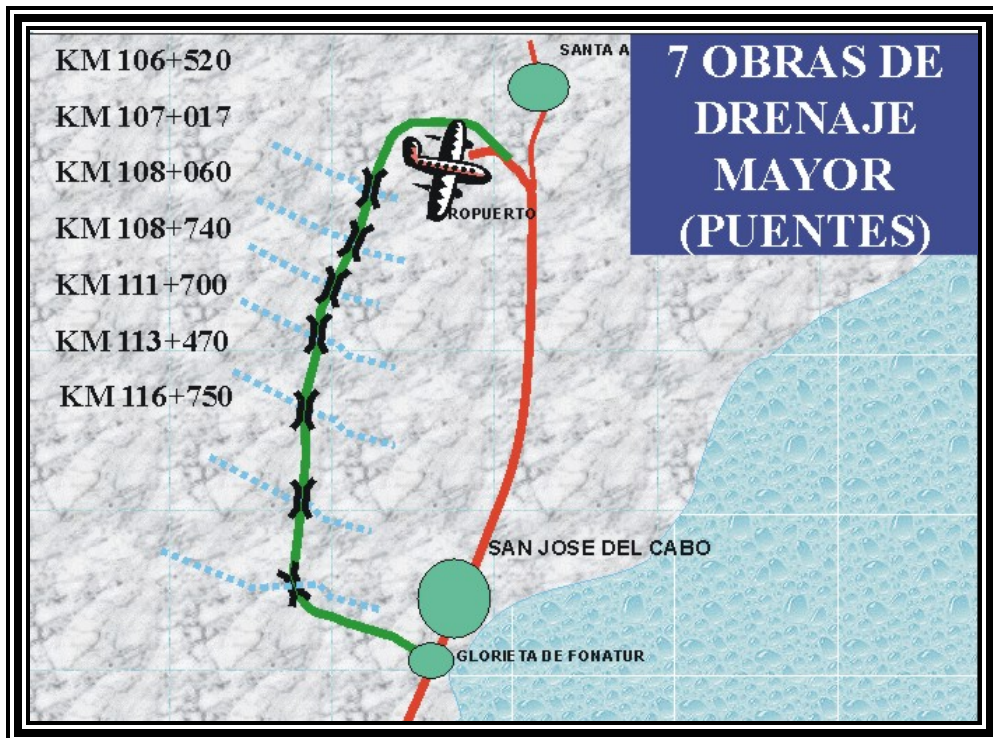 KM 106+520
KM 107+017
KM 108+060
KM 108+740
KM 111+700
KM 113+470
KM 116+750
SANTA A
7 OBRAS DE
DRENAJE
MAYOR
(PUENTES)
ROPUERTO
SAN JOSE DEL CABO
GLORIETA DE FONATUR